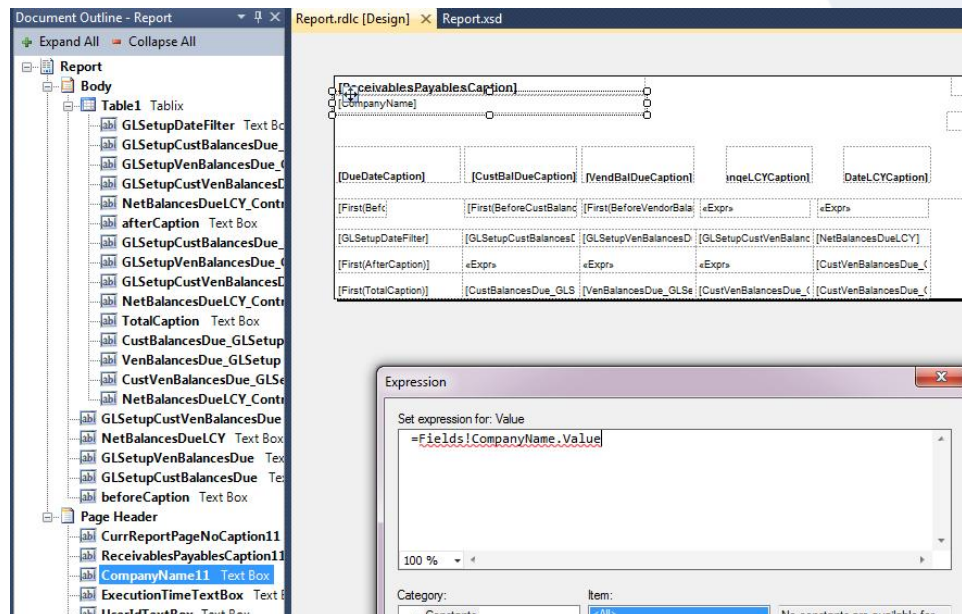 Document Outline - Report
Report.rdlc [Design] Report.xsd
Expand All Collapse All
Report
Body
Table1 Tablix
GLSetupDateFilter Text Bo
GLSetupCustBalancesDue_
GLSetupVenBalancesDue_(
GLSetupCustVenBalancesD
NetBalancesDueLCY_Contr
afterCaption Text Box
GLSetupCustBalancesDue_
GLSetupVenBalancesDue_(
GLSetupCustVenBalancesD
NetBalancesDueLCY_Contr
TotalCaption Text Box
CustBalancesDue_GLSetup
VenBalancesDue_GLSetup
CustVenBalancesDue_GLSe
NetBalancesDueLCY_Contr
GLSetupCustVenBalancesDue
NetBalancesDueLCY Text Box
GLSetupVenBalancesDue Tex
GLSetupCustBalancesDue Te
beforeCaption Text Box
Page Header
CurrReportPageNoCaption11
ReceivablesPayablesCaption11
CompanyName11 Text Box
ExecutionTimeTextBox Text
UserIdTextBox Text Box
[ReceivablesPayablesCaption]
[CompanyName]
[DueDateCaption] [CustBalDueCaption] [VendBalDueCaption] angeLCYCaption] DateLCYCaption]
[First(Befo [First(BeforeCustBalanc [First(BeforeVendorBala «Expr» «Expr»
[GLSetupDateFilter] [GLSetupCustBalancesD [GLSetupVenBalancesD [GLSetupCustVenBalanc [NetBalancesDueLCY]
[First(AfterCaption)] «Expr» «Expr» «Expr» [CustVenBalancesDue_(
[First(TotalCaption)] [CustBalancesDue_GLS [VenBalancesDue_GLSe [CustVenBalancesDue_( [CustVenBalancesDue_(
Expression
Set expression for: Value
=Fields!CompanyName.Value
100 %
Category: Item:
Constants <All> No constants are available for